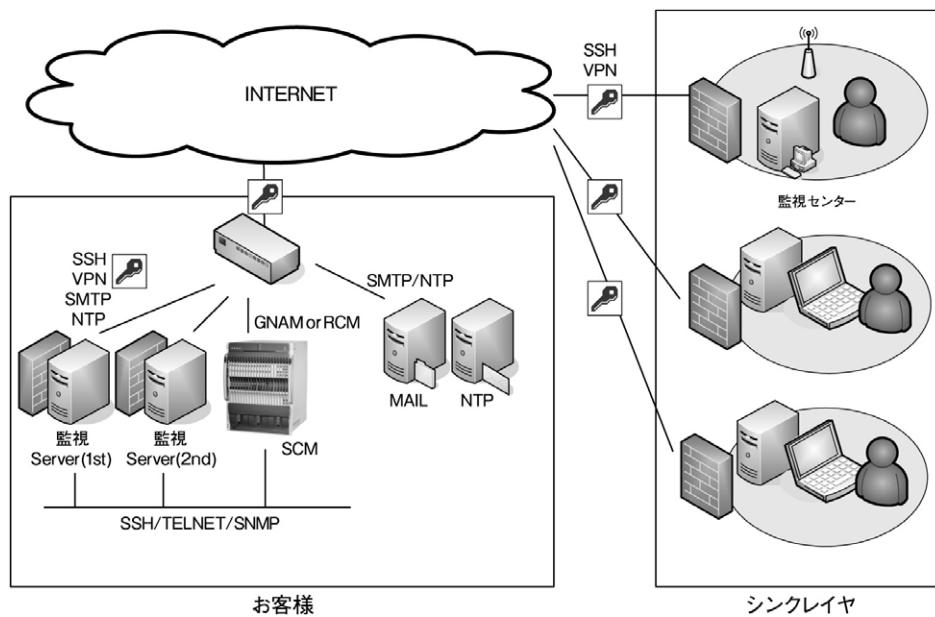 INTERNET
SSH
VPN
監視センター
SSH
VPN
SMTP
NTP
SMTP/NTP
GNAM or RCM
MAIL
NTP
監視
Server(1st)
監視
Server(2nd)
SCM
SSH/TELNET/SNMP
お客様
シンクレイヤ